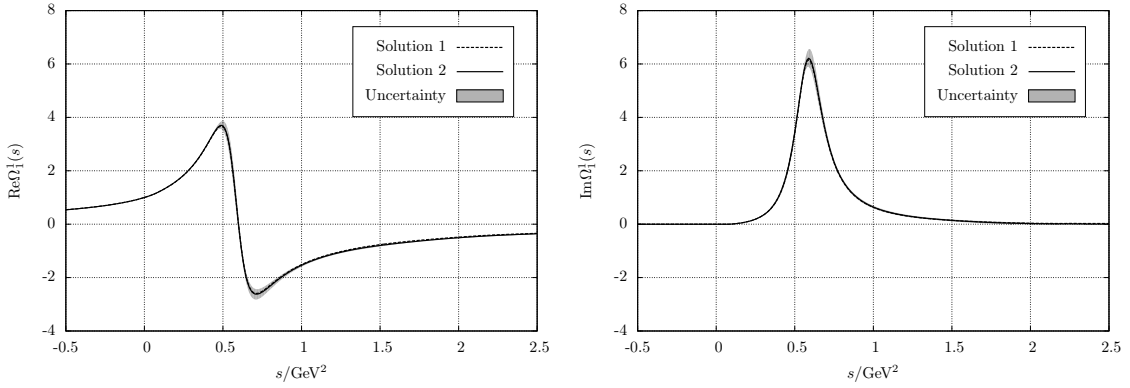 8
6
4
2
0
-2
-4
-0.5 0 0.5 1 1.5 2 2.5
ReΩ¹₁(s)
s/GeV²
Solution 1
Solution 2
Uncertainty
8
6
4
2
0
-2
-4
-0.5 0 0.5 1 1.5 2 2.5
ImΩ¹₁(s)
s/GeV²
Solution 1
Solution 2
Uncertainty